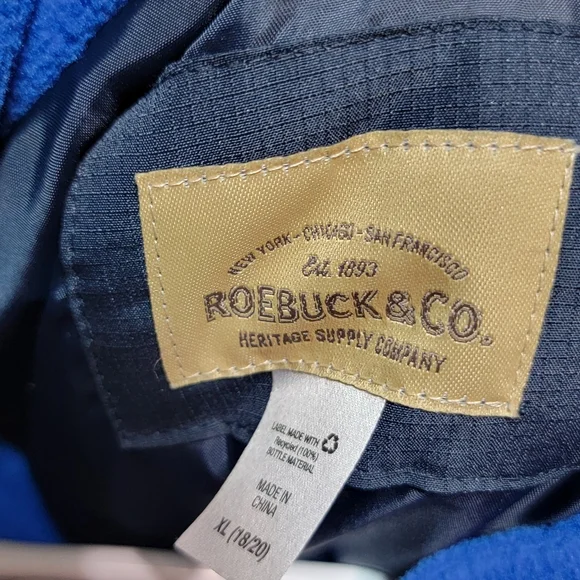 NEW YORK - CHICAGO - SAN FRANCISCO
Est. 1893
ROEBUCK & CO.
HERITAGE SUPPLY COMPANY
LABEL MADE WITH
Recycled (100%)
BOTTLE MATERIAL
MADE IN
CHINA
XL (18/20)